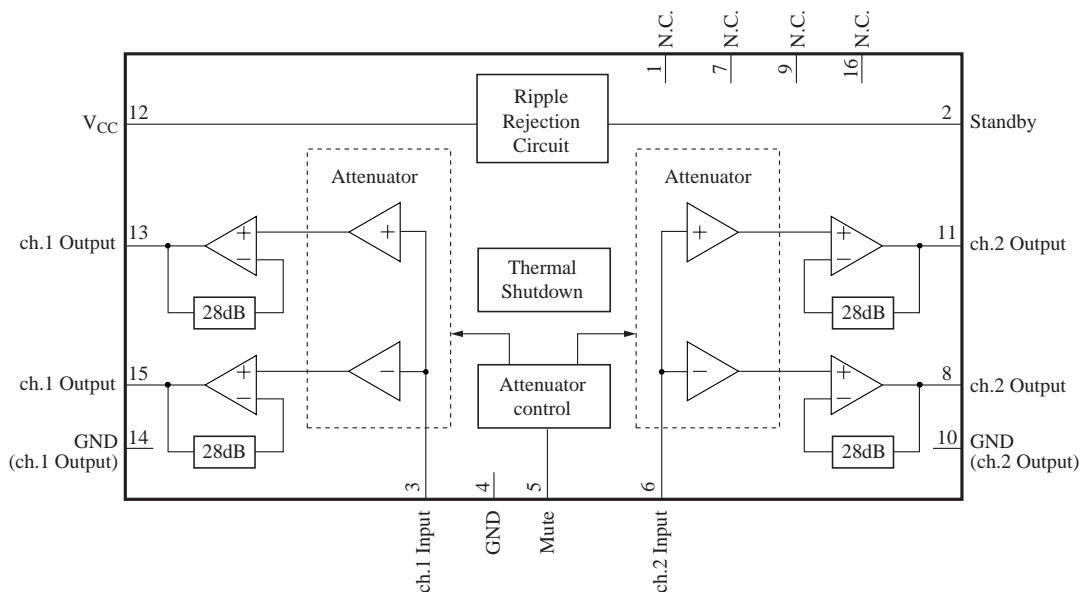 N.C.
N.C.
N.C.
N.C.
1
7
9
16
VCC
12
Ripple
Rejection
Circuit
2
Standby
Attenuator
Attenuator
ch.1 Output
13
+
−
+
+
+
−
11
ch.2 Output
Thermal
Shutdown
28dB
28dB
ch.1 Output
15
+
−
−
Attenuator
control
−
+
−
8
ch.2 Output
GND
(ch.1 Output)
14
28dB
28dB
10
GND
(ch.2 Output)
3
4
5
6
ch.1 Input
GND
Mute
ch.2 Input